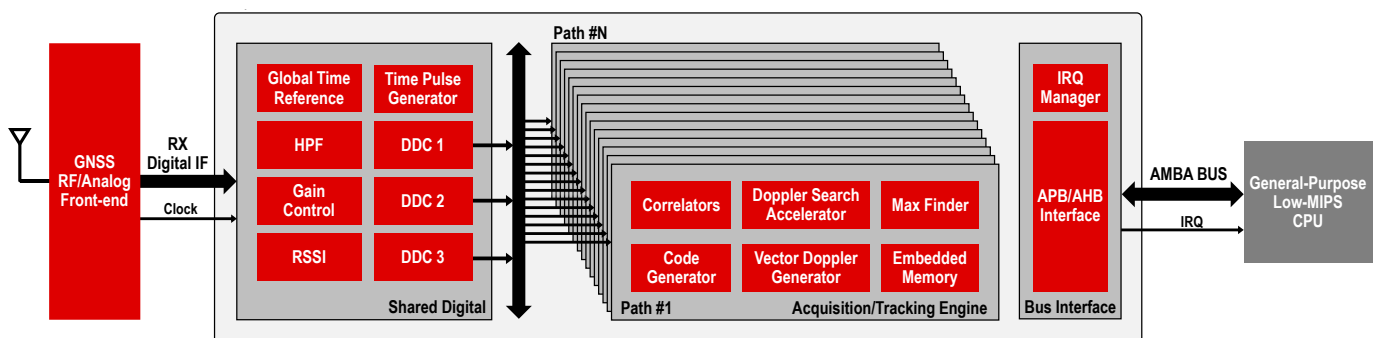 GNSS
RF/Analog
Front-end
RX
Digital IF
Clock
Global Time
Reference
Time Pulse
Generator
HPF
DDC 1
Gain
Control
DDC 2
RSSI
DDC 3
Shared Digital
Path #N
Correlators
Doppler Search
Accelerator
Max Finder
Code
Generator
Vector Doppler
Generator
Embedded
Memory
Path #1
Acquisition/Tracking Engine
IRQ
Manager
APB/AHB
Interface
Bus Interface
AMBA BUS
IRQ
General-Purpose
Low-MIPS
CPU